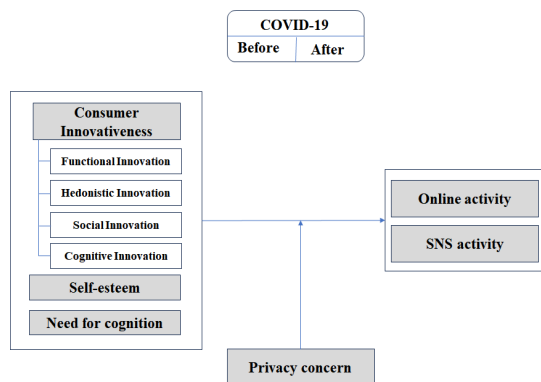 COVID-19
Before After
Consumer
Innovativeness
Functional Innovation
Hedonistic Innovation
Social Innovation
Cognitive Innovation
Self-esteem
Need for cognition
Online activity
SNS activity
Privacy concern